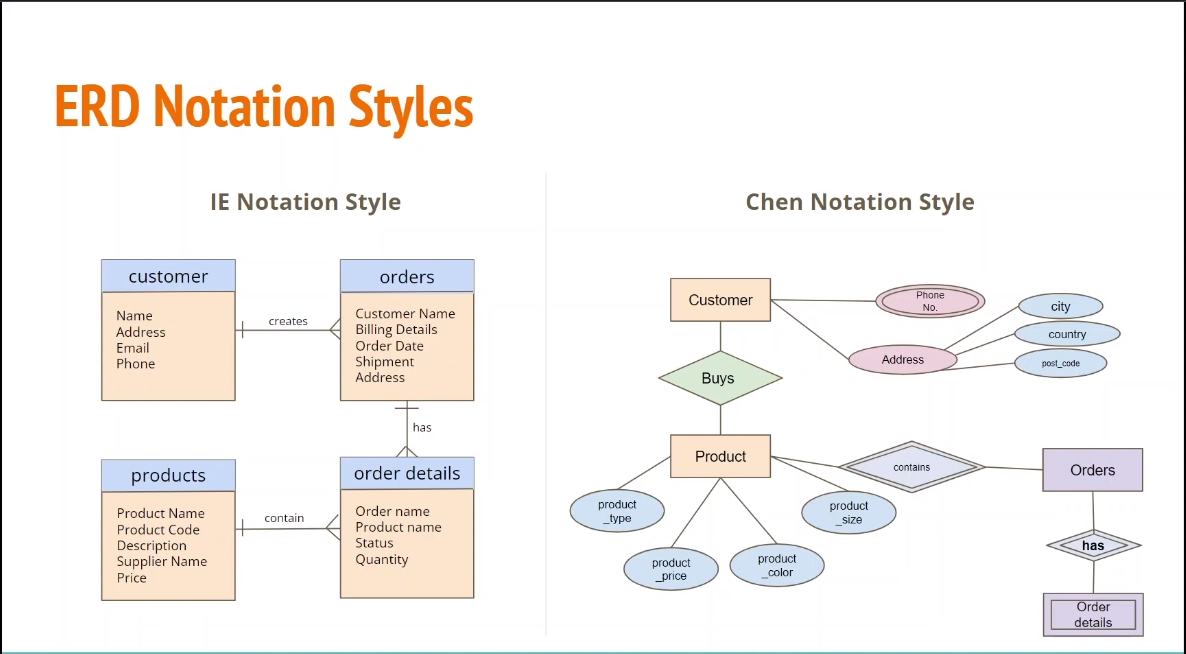 ERD Notation Styles
IE Notation Style
customer
Name
Address
Email
Phone
creates
orders
Customer Name
Billing Details
Order Date
Shipment
Address
has
products
Product Name
Product Code
Description
Supplier Name
Price
contain
order details
Order name
Product name
Status
Quantity
Chen Notation Style
Customer
Phone
No.
Address
city
country
post_code
Buys
Product
product
_type
product
_price
product
_color
product
_size
contains
Orders
has
Order
details